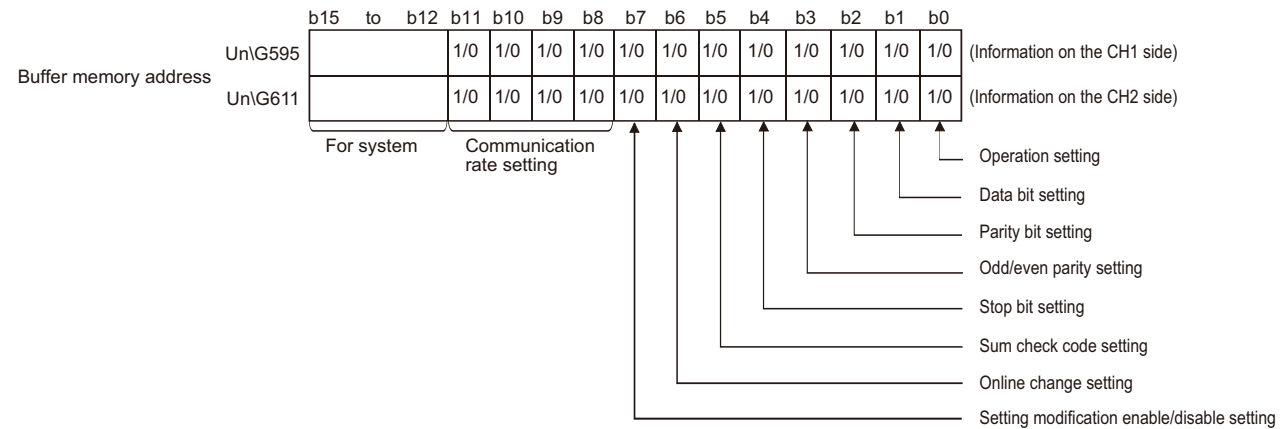 b15 to b12 b11 b10 b9 b8 b7 b6 b5 b4 b3 b2 b1 b0
Buffer memory address
Un\G595 1/0 1/0 1/0 1/0 1/0 1/0 1/0 1/0 1/0 1/0 1/0 1/0 (Information on the CH1 side)
Un\G611 1/0 1/0 1/0 1/0 1/0 1/0 1/0 1/0 1/0 1/0 1/0 1/0 (Information on the CH2 side)
For system
Communication
rate setting
Operation setting
Data bit setting
Parity bit setting
Odd/even parity setting
Stop bit setting
Sum check code setting
Online change setting
Setting modification enable/disable setting